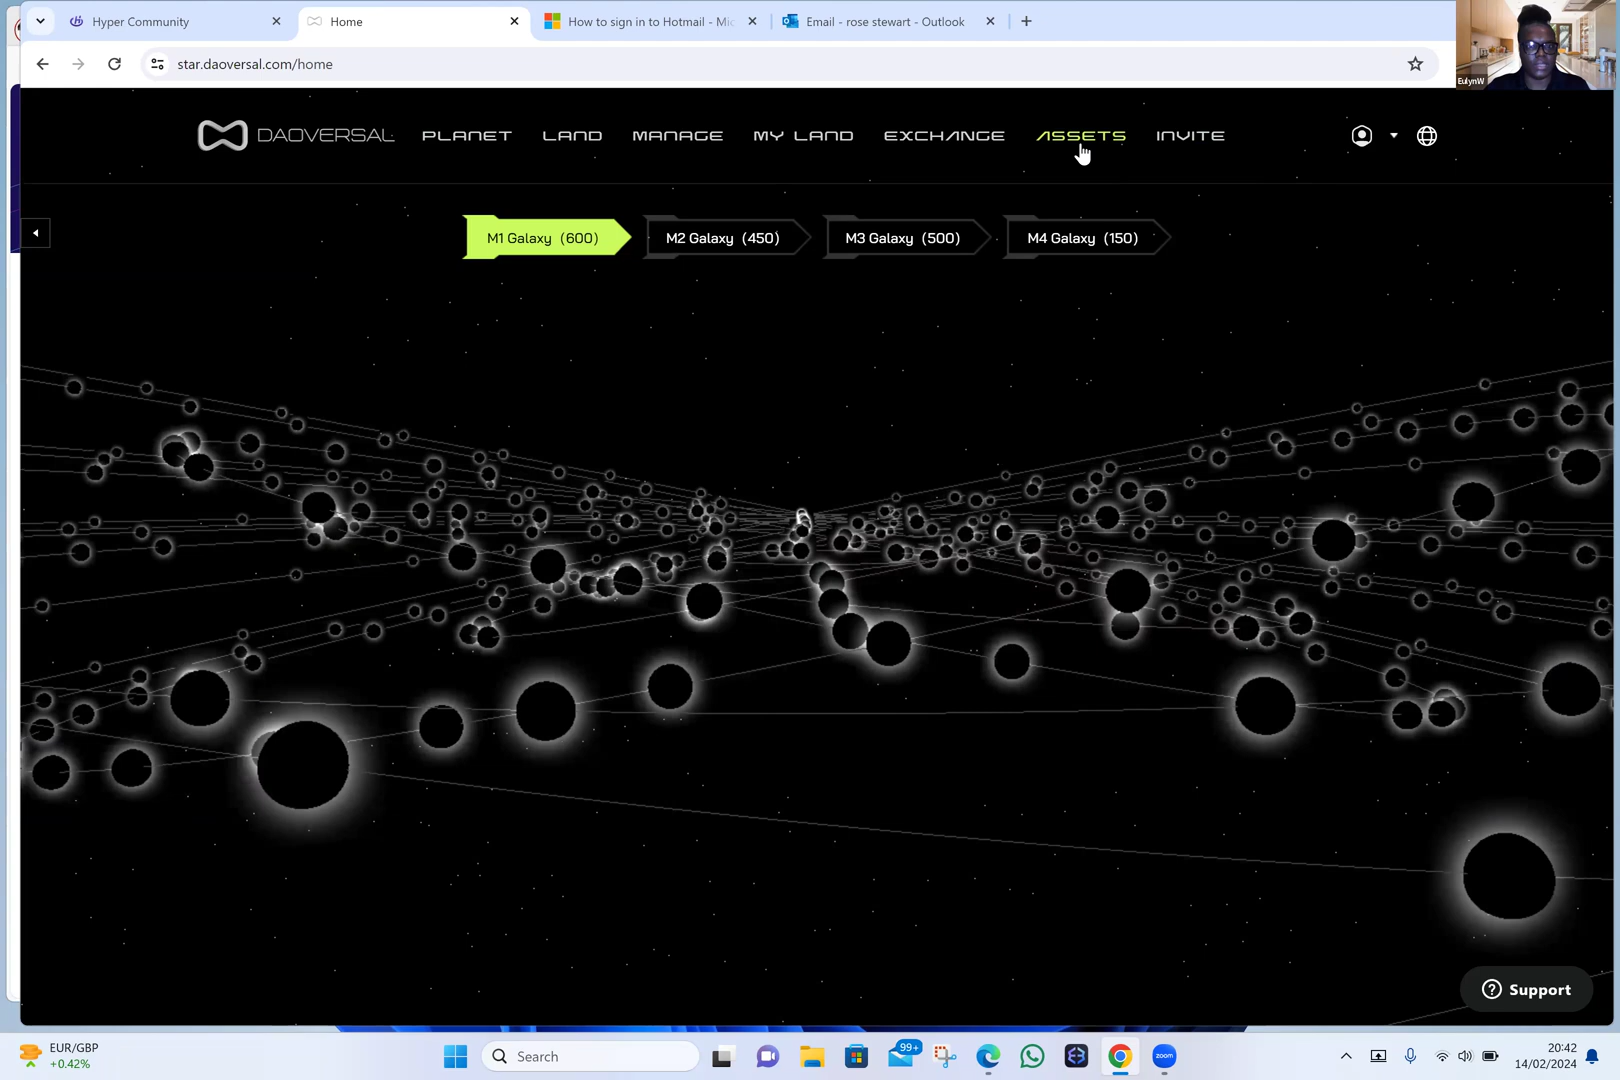 Hyper Community
Home
How to sign in to Hotmail - Mic
Email - rose stewart - Outlook
star.daoversal.com/home
EulynW
DAOVERSAL
PLANET
LAND
MANAGE
MY LAND
EXCHANGE
ASSETS
INVITE
M1 Galaxy (600)
M2 Galaxy (450)
M3 Galaxy (500)
M4 Galaxy (150)
Support
EUR/GBP
+0.42%
Search
99+
zoom
20:42
14/02/2024